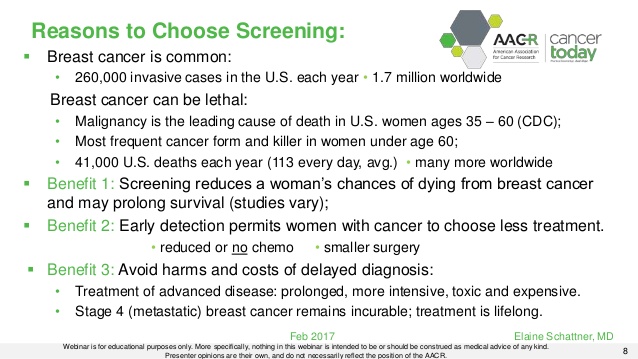 Reasons to Choose Screening:
AACR
American Association
for Cancer Research
cancer
today
▪ Breast cancer is common:
• 260,000 invasive cases in the U.S. each year • 1.7 million worldwide
Breast cancer can be lethal:
• Malignancy is the leading cause of death in U.S. women ages 35 – 60 (CDC);
• Most frequent cancer form and killer in women under age 60;
• 41,000 U.S. deaths each year (113 every day, avg.) • many more worldwide
▪ Benefit 1: Screening reduces a woman’s chances of dying from breast cancer
and may prolong survival (studies vary);
▪ Benefit 2: Early detection permits women with cancer to choose less treatment.
• reduced or no chemo • smaller surgery
▪ Benefit 3: Avoid harms and costs of delayed diagnosis:
• Treatment of advanced disease: prolonged, more intensive, toxic and expensive.
• Stage 4 (metastatic) breast cancer remains incurable; treatment is lifelong.
Feb 2017 Elaine Schattner, MD
Webinar is for educational purposes only. More specifically, nothing in this webinar is intended to be or should be construed as medical advice of any kind.
Presenter opinions are their own, and do not necessarily reflect the position of the AACR.
8